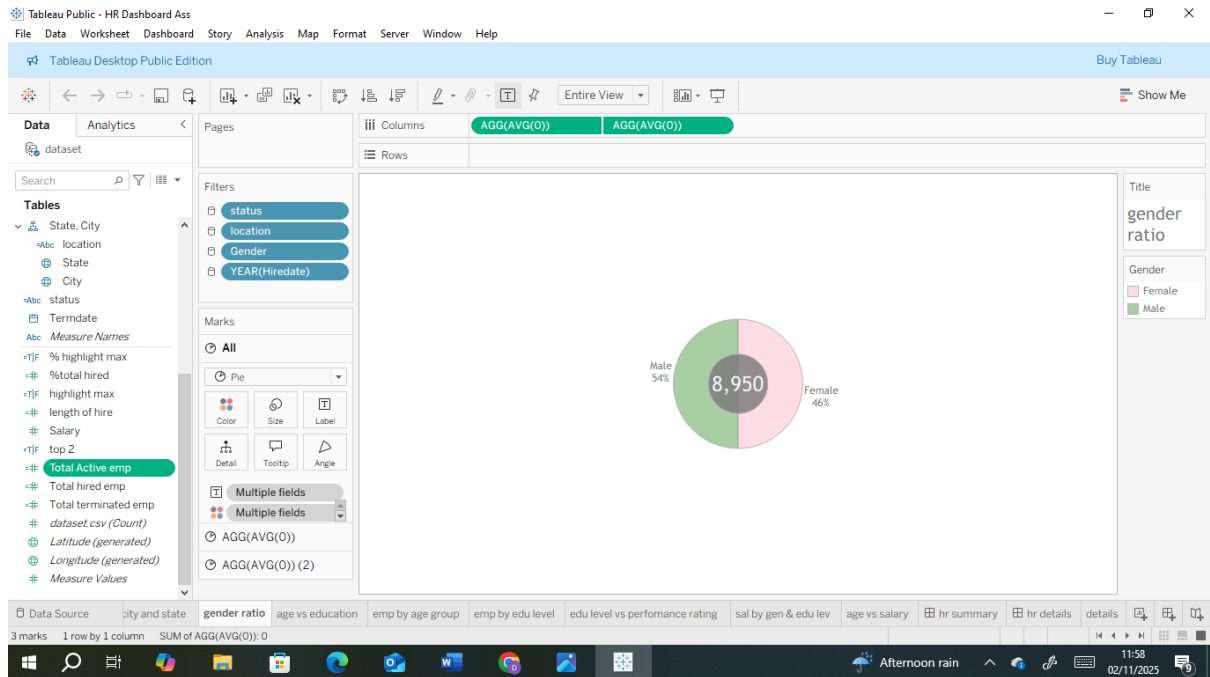 Tableau Public - HR Dashboard Ass
File Data Worksheet Dashboard Story Analysis Map Format Server Window Help
Tableau Desktop Public Edition
Buy Tableau
Entire View
Show Me
Data Analytics
dataset
Search
Tables
State, City
Abc location
State
City
Abc status
Termdate
Abc Measure Names
T|F % highlight max
# %total hired
T|F highlight max
# length of hire
# Salary
T|F top 2
# Total Active emp
# Total hired emp
# Total terminated emp
# dataset.csv (Count)
Latitude (generated)
Longitude (generated)
# Measure Values
Pages
Filters
status
location
Gender
YEAR(Hiredate)
Marks
All
Pie
Color Size Label
Detail Tooltip Angle
Multiple fields
Multiple fields
AGG(AVG(0))
AGG(AVG(0)) (2)
Columns AGG(AVG(0)) AGG(AVG(0))
Rows
Male
54%
8,950
Female
46%
Title
gender
ratio
Gender
Female
Male
Data Source city and state gender ratio age vs education emp by age group emp by edu level edu level vs perfomance rating sal by gen & edu lev age vs salary hr summary hr details details
3 marks 1 row by 1 column SUM of AGG(AVG(0)): 0
Afternoon rain
11:58
02/11/2025
9